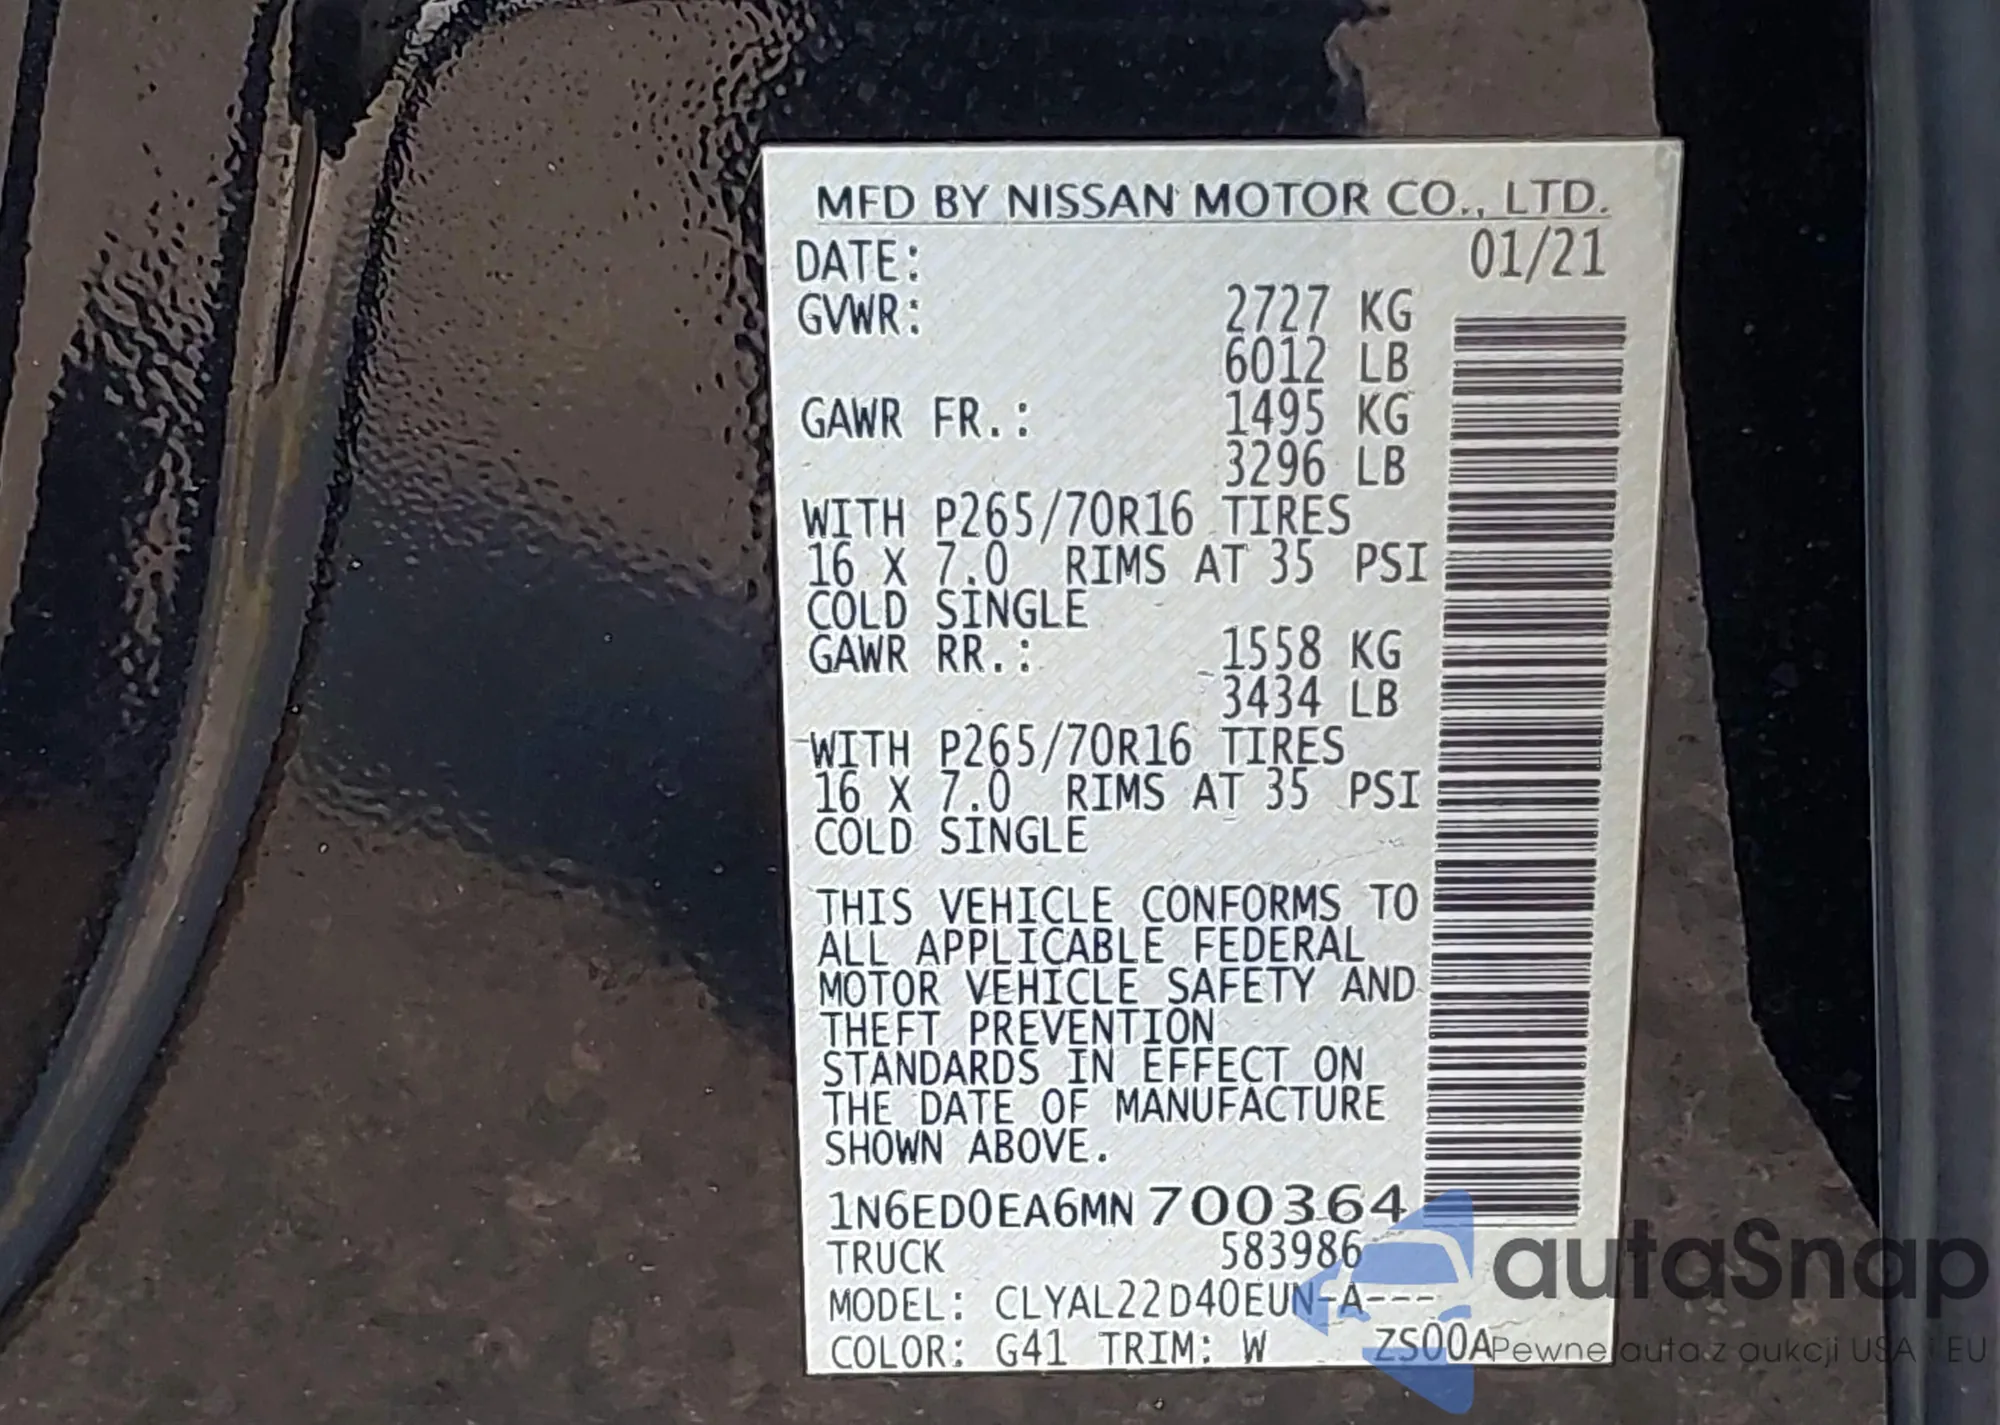 MFD BY NISSAN MOTOR CO., LTD.
DATE: 01/21
GVWR: 2727 KG
6012 LB
GAWR FR.: 1495 KG
3296 LB
WITH P265/70R16 TIRES
16 X 7.0 RIMS AT 35 PSI
COLD SINGLE
GAWR RR.: 1558 KG
3434 LB
WITH P265/70R16 TIRES
16 X 7.0 RIMS AT 35 PSI
COLD SINGLE
THIS VEHICLE CONFORMS TO
ALL APPLICABLE FEDERAL
MOTOR VEHICLE SAFETY AND
THEFT PREVENTION
STANDARDS IN EFFECT ON
THE DATE OF MANUFACTURE
SHOWN ABOVE.
1N6ED0EA6MN700364
TRUCK 583986
MODEL: CLYAL22D40EUN-A---
COLOR: G41 TRIM: W ZS00A
autaSnap
Pewne auta z aukcji USA i EU